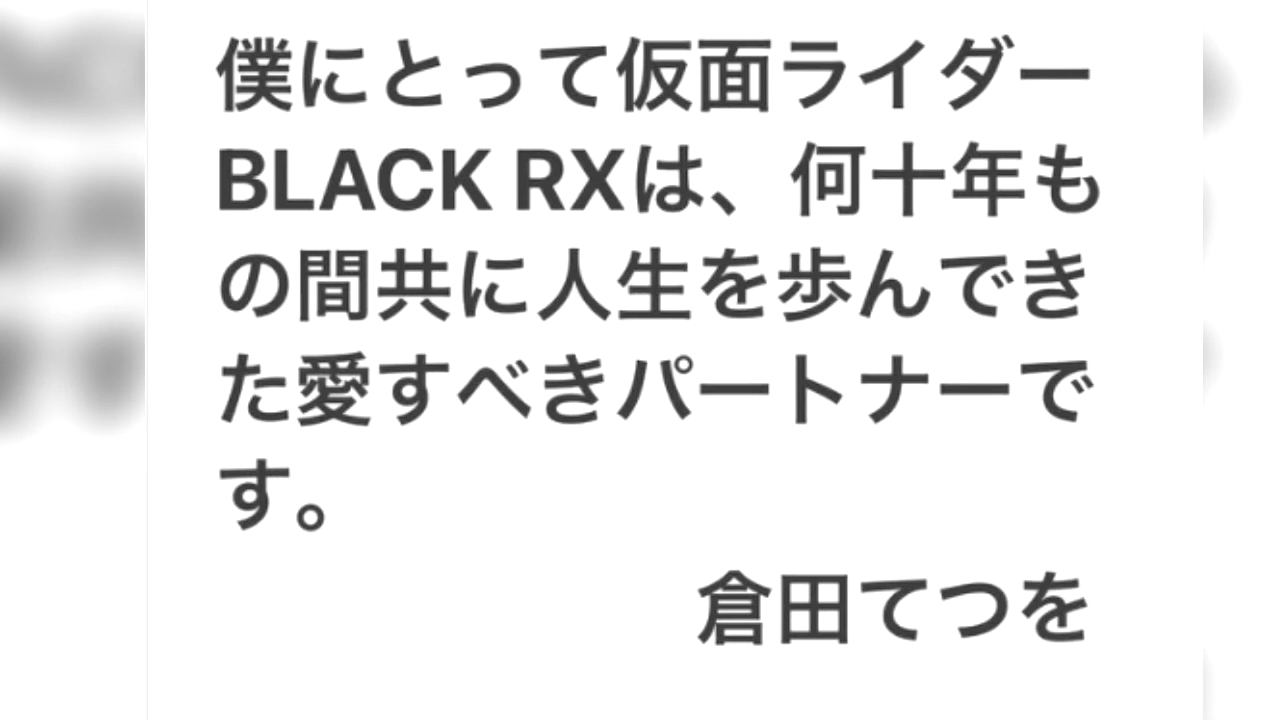 僕にとって仮面ライダー
BLACK RXは、何十年も
の間共に人生を歩んでき
た愛すべきパートナーで
す。
倉田てつを